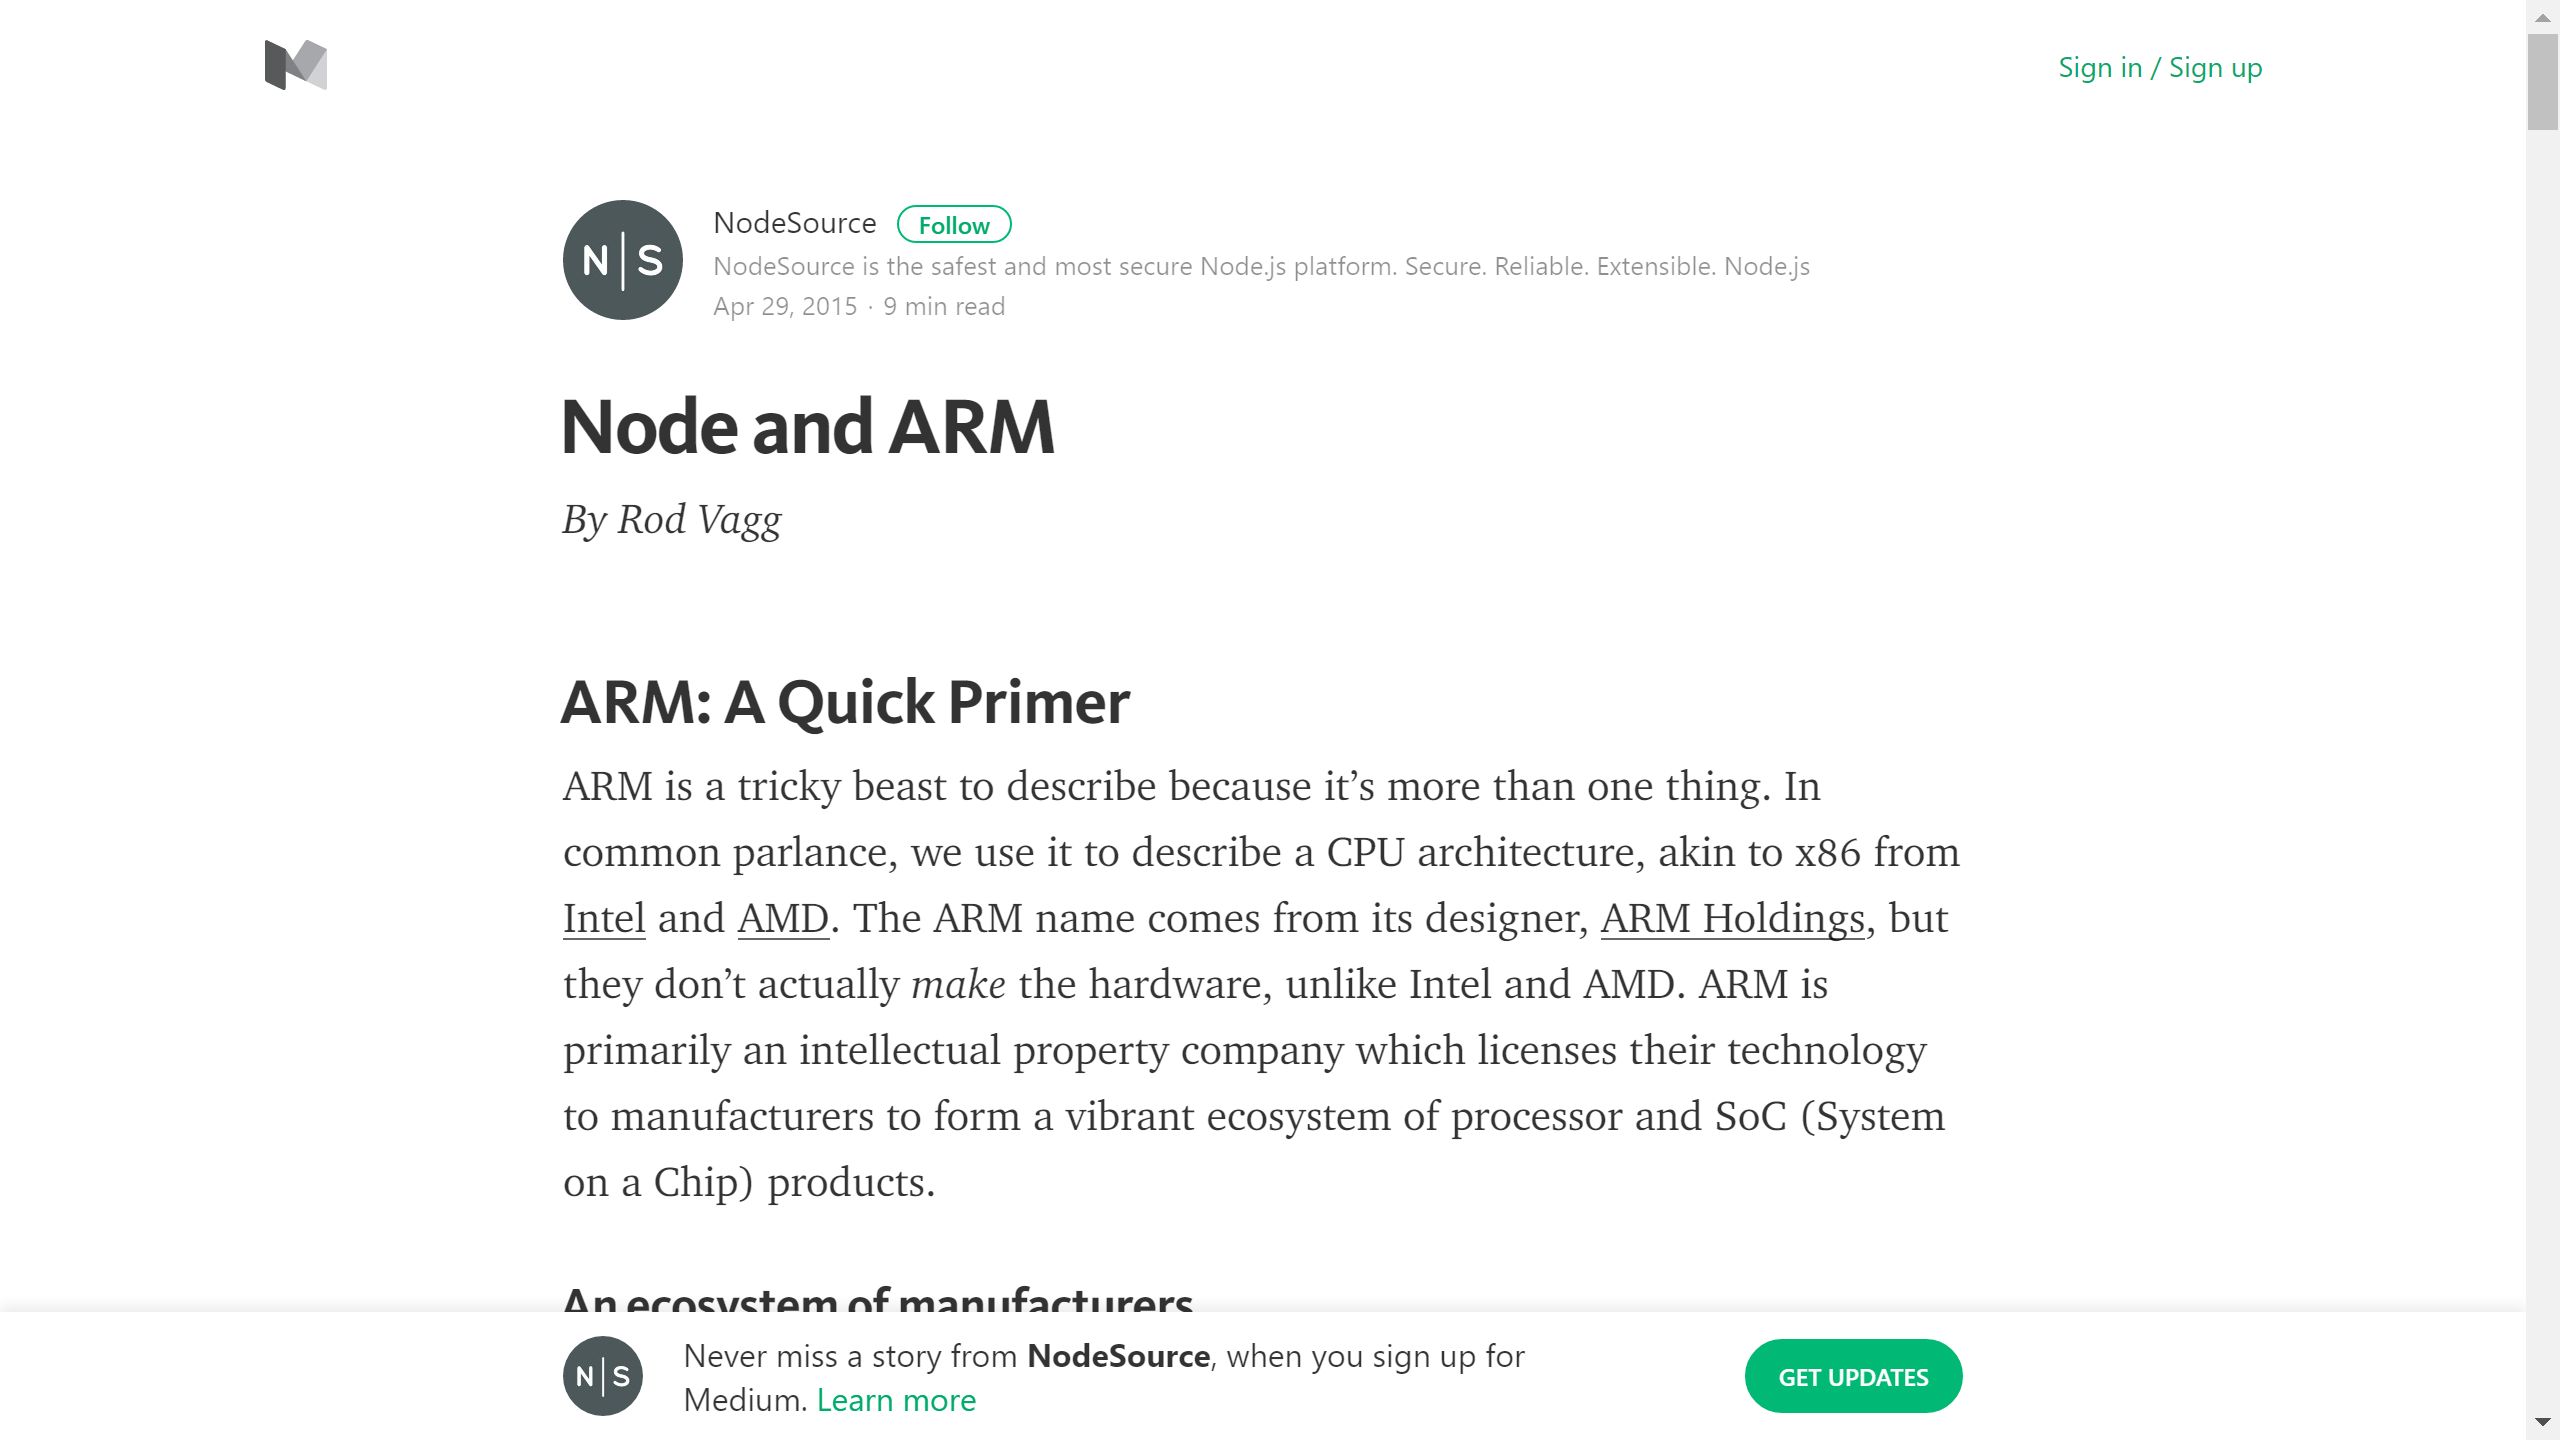 Sign in / Sign up
N|S
NodeSource Follow
NodeSource is the safest and most secure Node.js platform. Secure. Reliable. Extensible. Node.js
Apr 29, 2015 · 9 min read
Node and ARM
By Rod Vagg
ARM: A Quick Primer
ARM is a tricky beast to describe because it’s more than one thing. In
common parlance, we use it to describe a CPU architecture, akin to x86 from
Intel and AMD. The ARM name comes from its designer, ARM Holdings, but
they don’t actually make the hardware, unlike Intel and AMD. ARM is
primarily an intellectual property company which licenses their technology
to manufacturers to form a vibrant ecosystem of processor and SoC (System
on a Chip) products.
An ecosystem of manufacturers
N|S
Never miss a story from NodeSource, when you sign up for
Medium. Learn more
GET UPDATES